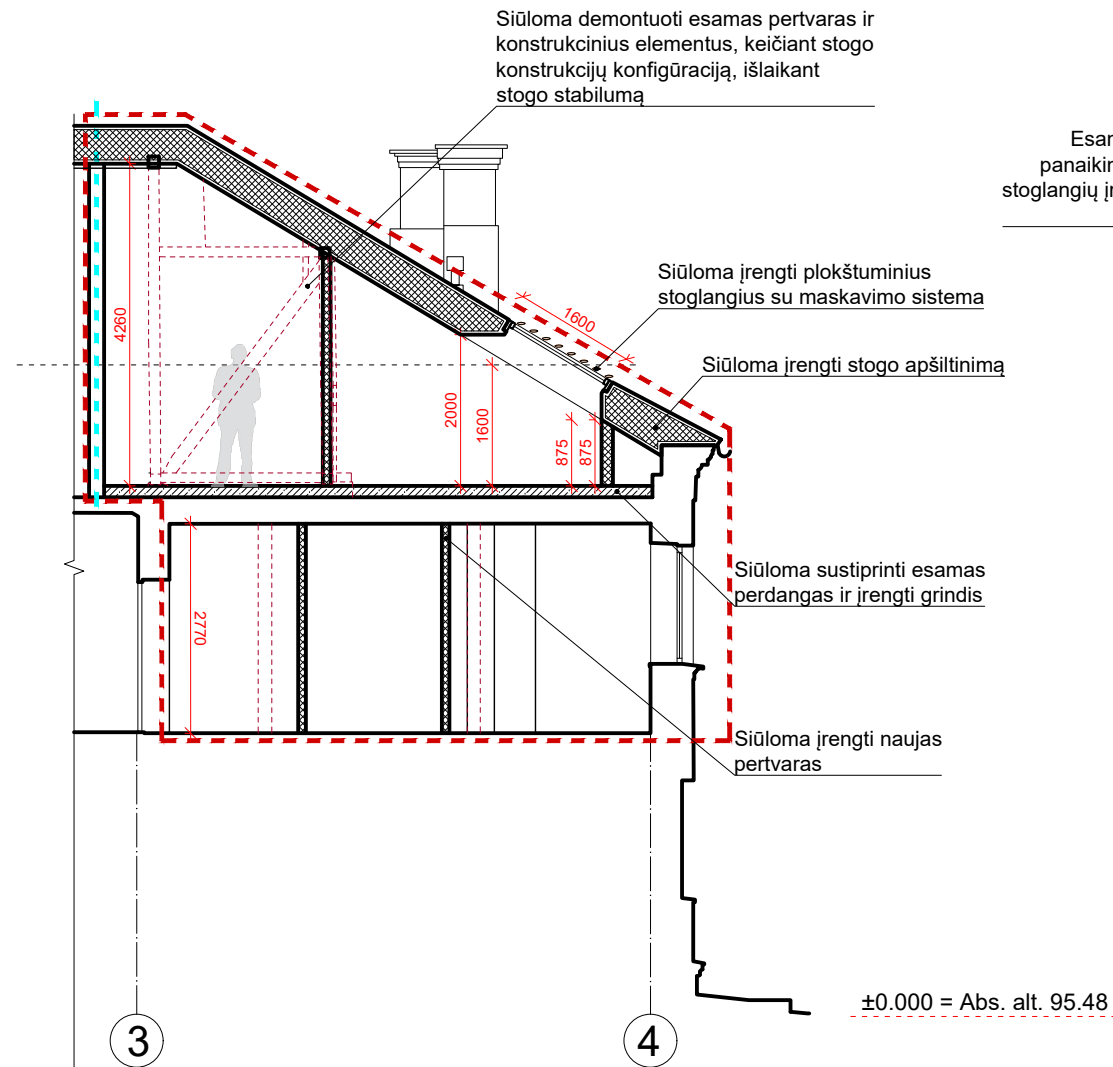 Siūloma demontuoti esamas pertvaras ir
konstrukcinius elementus, keičiant stogo
konstrukcijų konfigūraciją, išlaikant
stogo stabilumą
Esam
panaikin
stoglangių įr
Siūloma įrengti plokštuminius
stoglangius su maskavimo sistema
1600
Siūloma įrengti stogo apšiltinimą
4260
2000
1600
875
875
Siūloma sustiprinti esamas
perdangas ir įrengti grindis
2770
Siūloma įrengti naujas
pertvaras
±0.000 = Abs. alt. 95.48
3
4